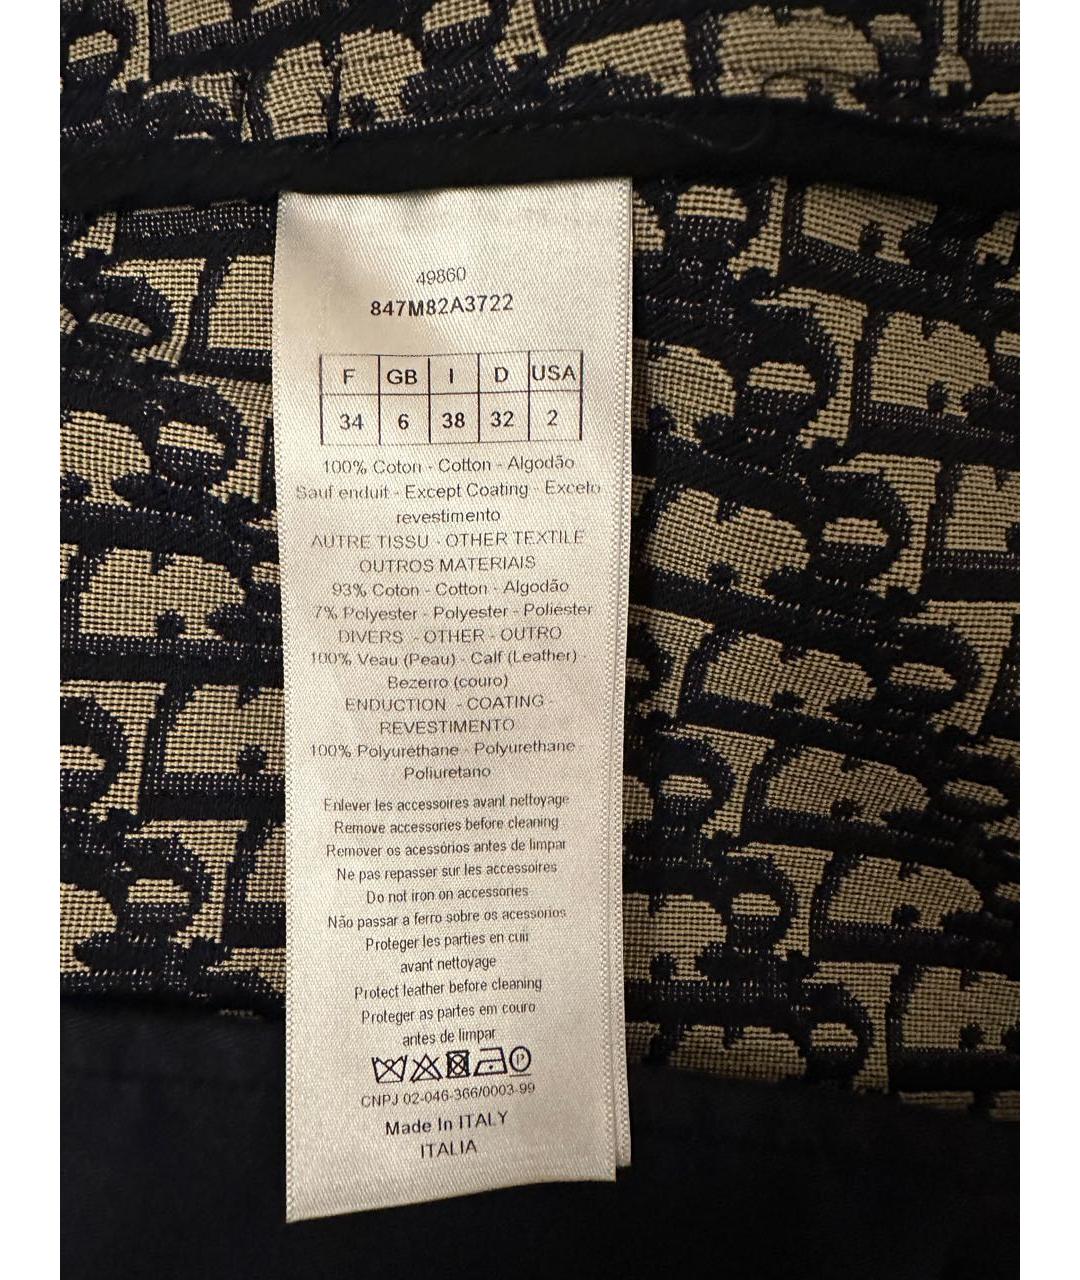 49860
847M82A3722
F GB I D USA
34 6 38 32 2
100% Coton - Cotton - Algodão
Sauf enduit - Except Coating - Exceto
revestimento
AUTRE TISSU - OTHER TEXTILE
OUTROS MATERIAIS
93% Coton - Cotton - Algodão
7% Polyester - Polyester - Poliester
DIVERS - OTHER - OUTRO
100% Veau (Peau) - Calf (Leather) -
Bezerro (couro)
ENDUCTION - COATING -
REVESTIMENTO
100% Polyuréthane - Polyurethane -
Poliuretano
Enlever les accessoires avant nettoyage
Remove accessories before cleaning
Remover os acessórios antes de limpar
Ne pas repasser sur les accessoires
Do not iron on accessories
Não passar a ferro sobre os acessórios
Proteger les parties en cuir
avant nettoyage
Protect leather before cleaning
Proteger as partes em couro
antes de limpar
P
CNPJ 02-046-366/0003-99
Made In ITALY
ITALIA